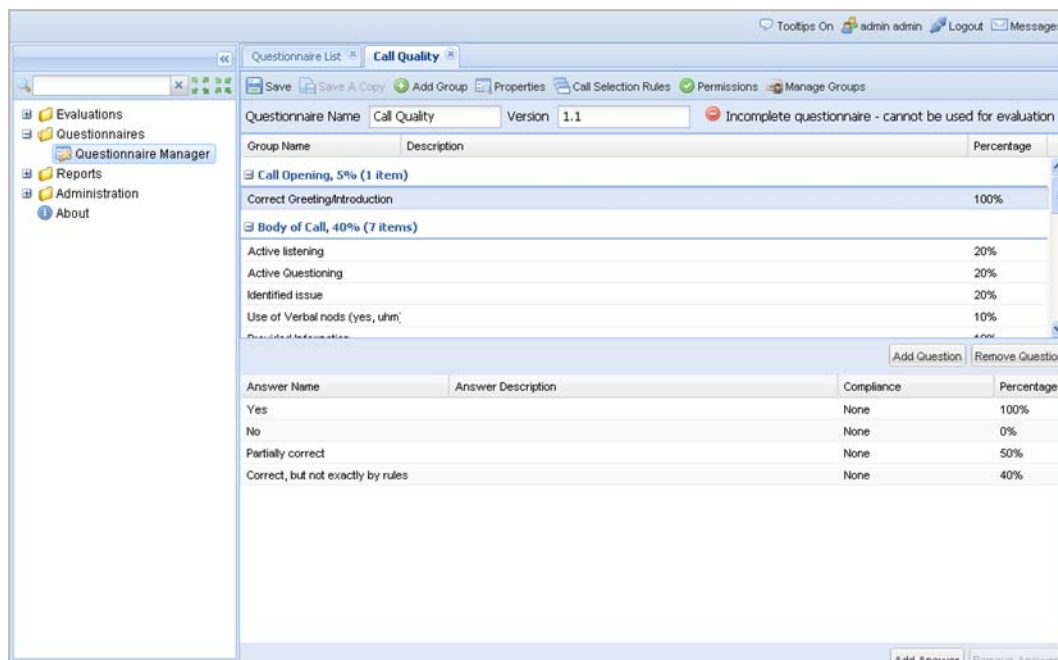 Tooltips On admin admin Logout Messages
Questionnaire List Call Quality
Save Save A Copy Add Group Properties Call Selection Rules Permissions Manage Groups
Evaluations
Questionnaires
Questionnaire Manager
Reports
Administration
About
Questionnaire Name Call Quality Version 1.1 Incomplete questionnaire - cannot be used for evaluation
Group Name Description Percentage
Call Opening, 5% (1 item)
Correct Greeting/Introduction 100%
Body of Call, 40% (7 items)
Active listening 20%
Active Questioning 20%
Identified issue 20%
Use of Verbal nods (yes, uhm) 10%
Add Question Remove Questio
Answer Name Answer Description Compliance Percentage
Yes None 100%
No None 0%
Partially correct None 50%
Correct, but not exactly by rules None 40%